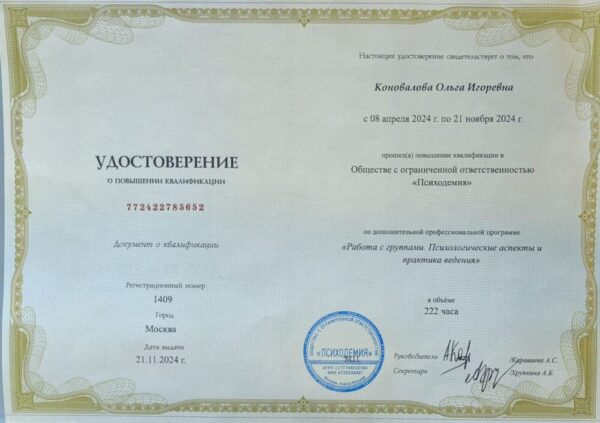 УДОСТОВЕРЕНИЕ
О ПОВЫШЕНИИ КВАЛИФИКАЦИИ
772422785652
Документ о квалификации
Регистрационный номер
1409
Город
Москва
Дата выдачи
21.11.2024 г.
Настоящее удостоверение свидетельствует о том, что
Коновалова Ольга Игоревна
с 08 апреля 2024 г. по 21 ноября 2024 г.
прошел(а) повышение квалификации в
Обществе с ограниченной ответственностью
«Психодемия»
по дополнительной профессиональной программе
«Работа с группами. Психологические аспекты и
практика ведения»
в объёме
222 часа
«ПСИХОДЕМИЯ»
М.П.
Руководитель
/Караваева А.С.
Секретарь
/Хрупкина А.Б.